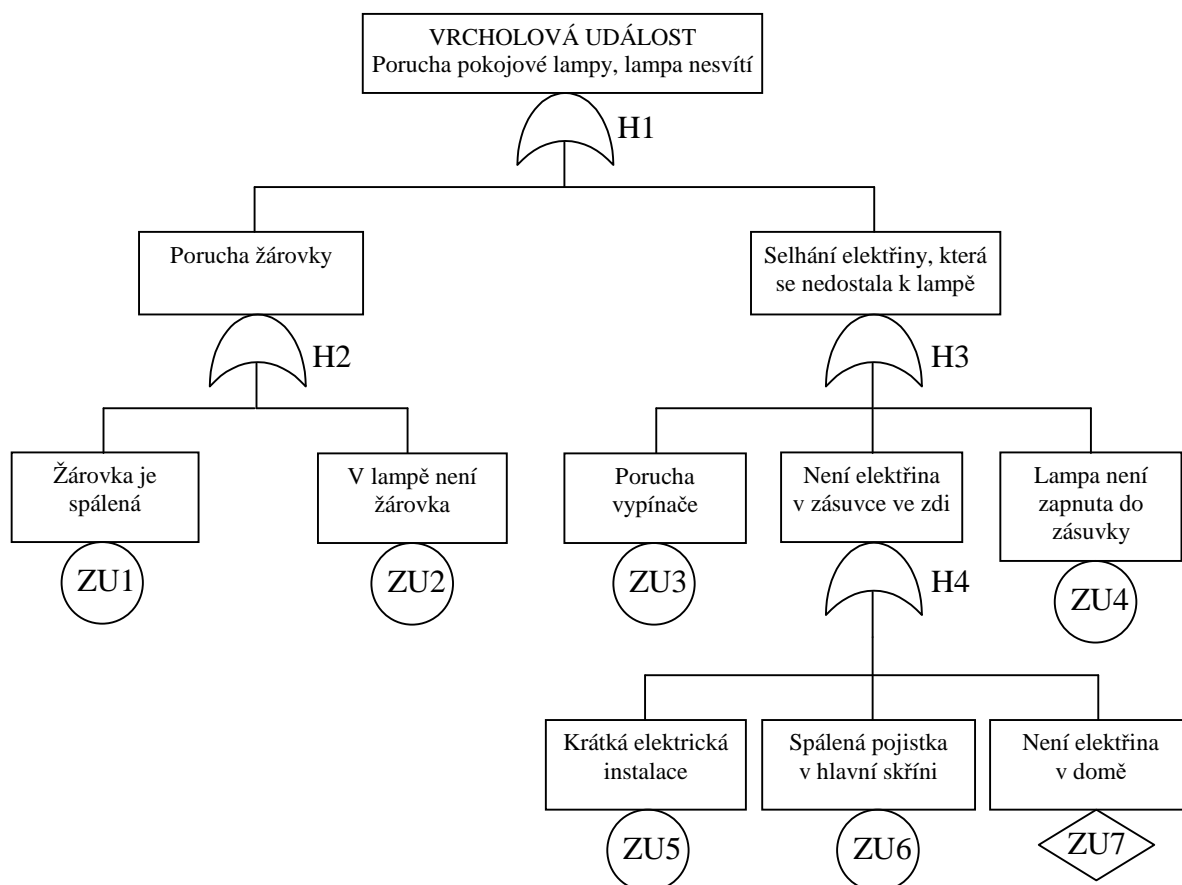 VRCHOLOVÁ UDÁLOST
Porucha pokojové lampy, lampa nesvítí
H1
Porucha žárovky
Selhání elektřiny, která
se nedostala k lampě
H2
H3
Žárovka je
spálená
V lampě není
žárovka
Porucha
vypínače
Není elektřina
v zásuvce ve zdi
Lampa není
zapnuta do
zásuvky
ZU1
ZU2
ZU3
H4
ZU4
Krátká elektrická
instalace
Spálená pojistka
v hlavní skříni
Není elektřina
v domě
ZU5
ZU6
ZU7